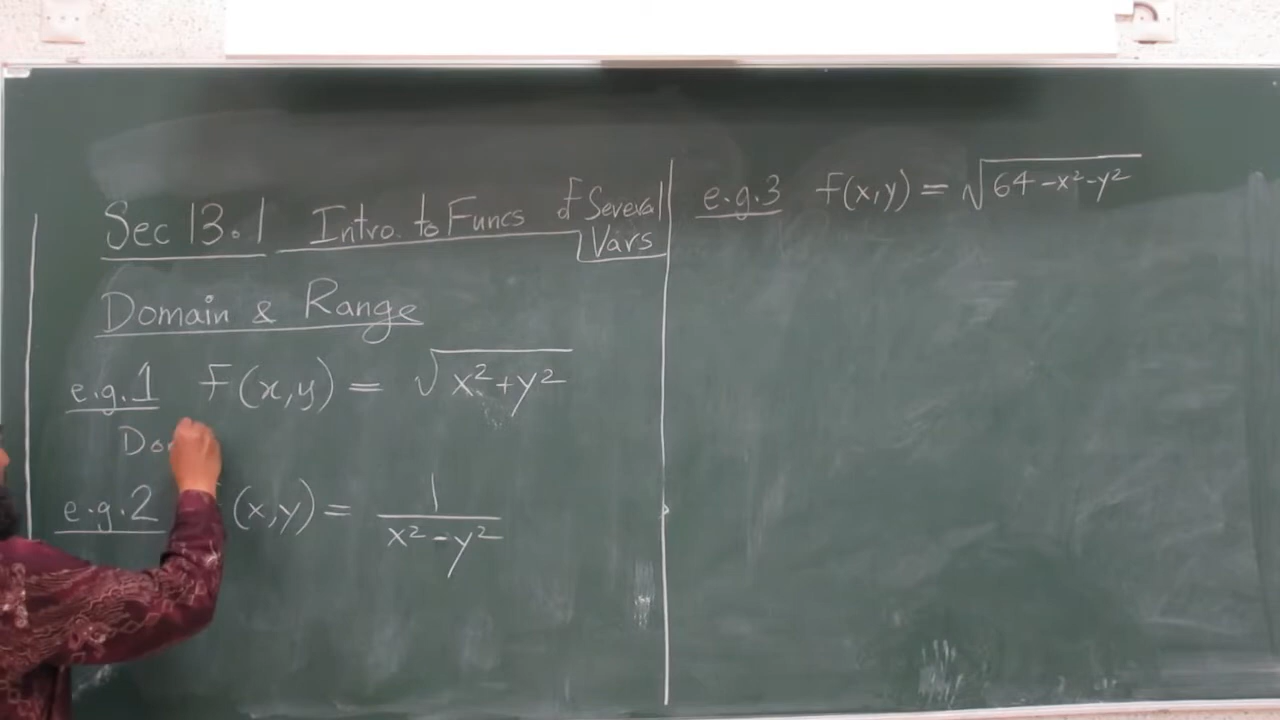 Sec 13.1 Intro. to Funcs of Several
Vars
Domain & Range
e.g.1 f(x,y) = √x²+y²
Do
e.g.2 (x,y) = 1/x²-y²
e.g.3 f(x,y) = √64-x²-y²